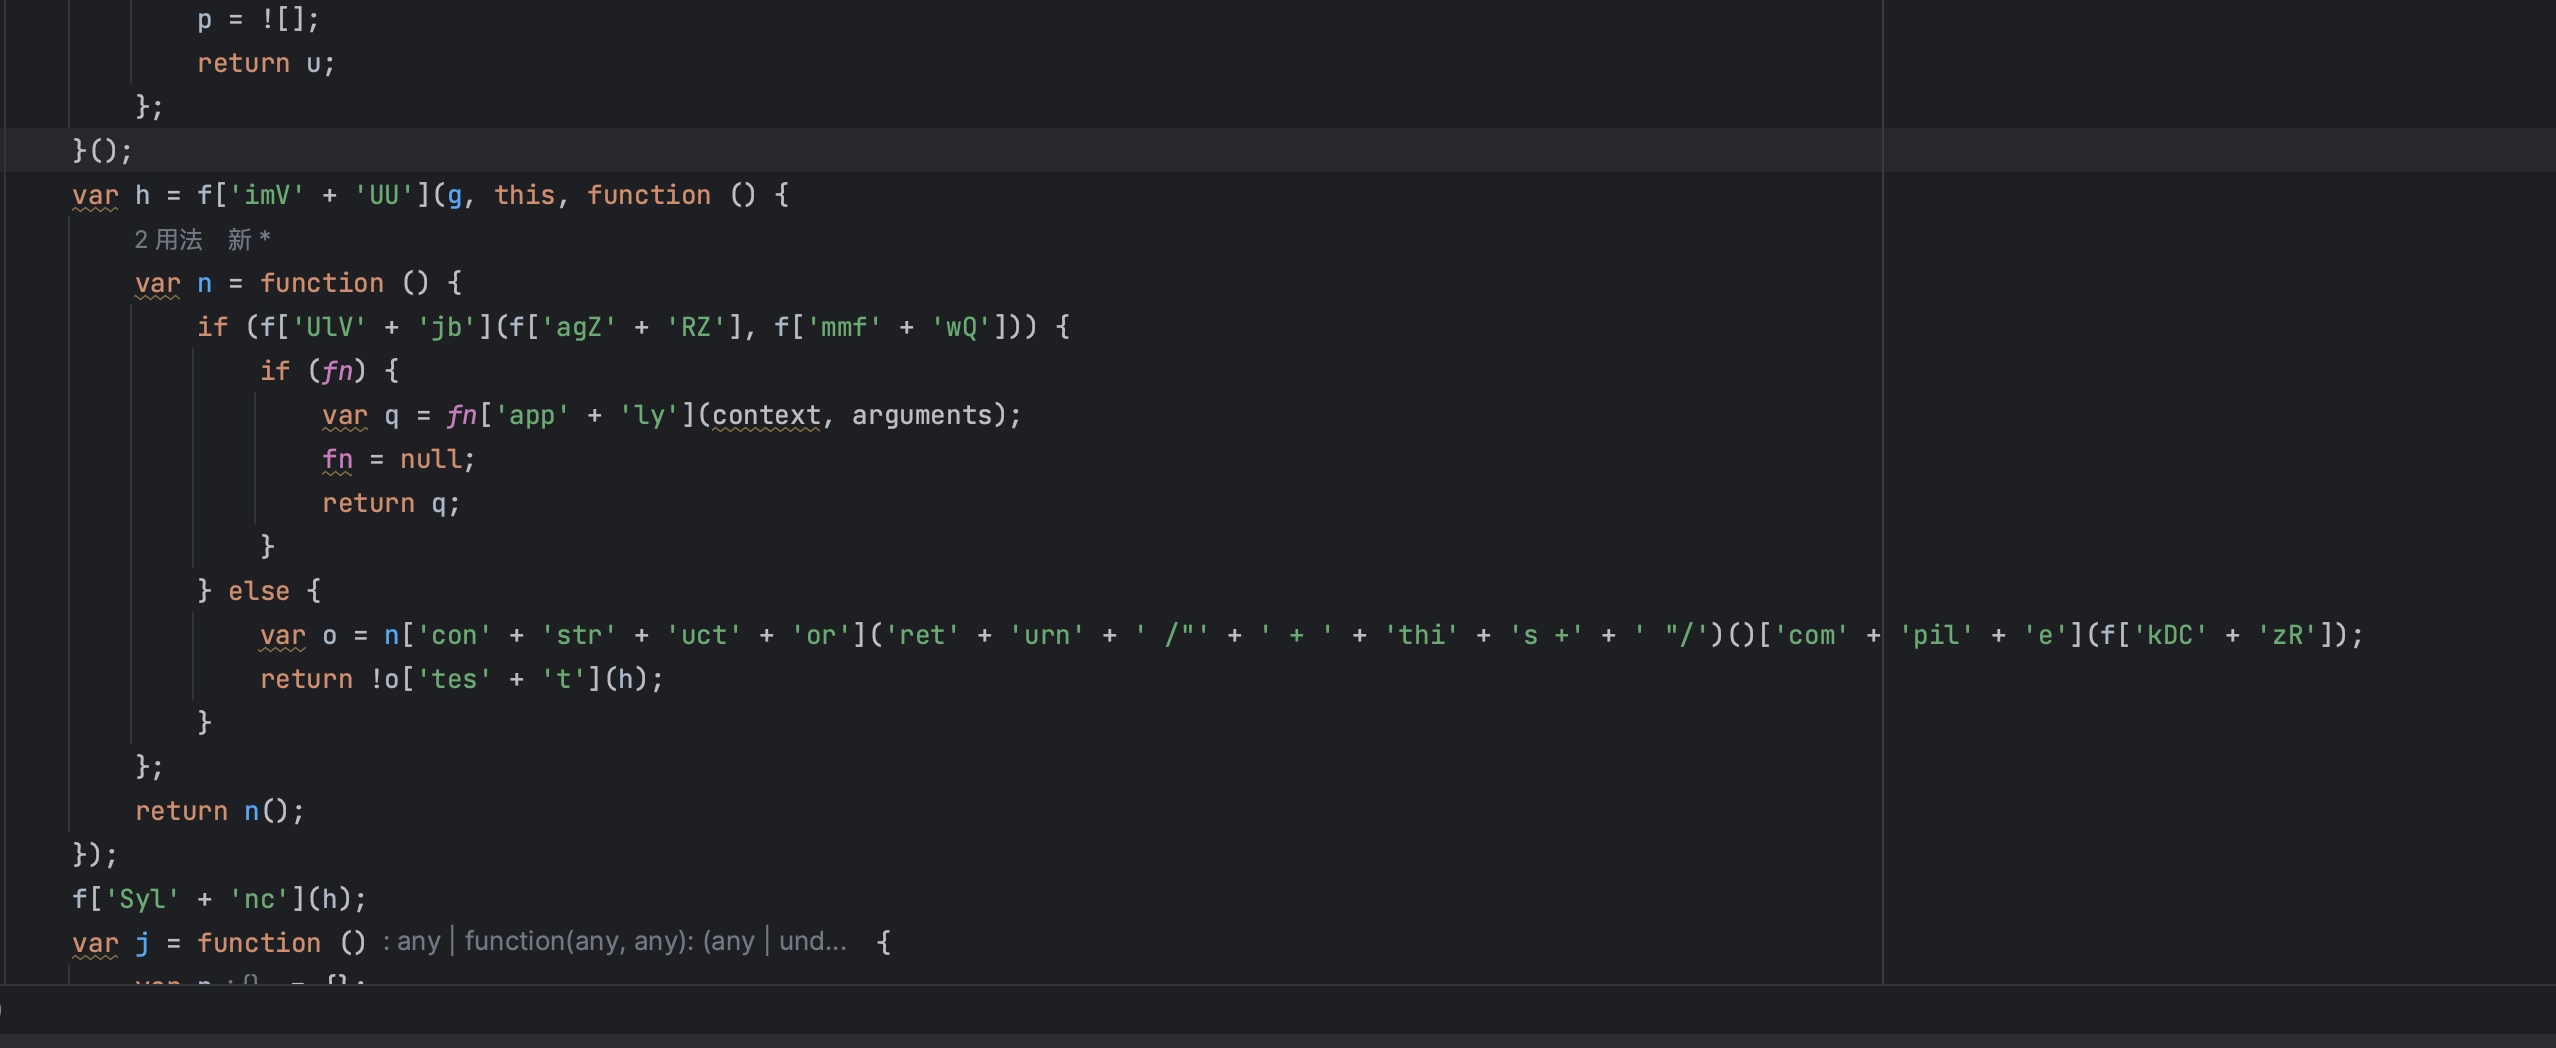 p = ![];
return u;
};
}();
var h = f['imV' + 'UU'](g, this, function () {
2 用法 新 *
var n = function () {
if (f['UlV' + 'jb'](f['agZ' + 'RZ'], f['mmf' + 'wQ'])) {
if (fn) {
var q = fn['app' + 'ly'](context, arguments);
fn = null;
return q;
}
} else {
var o = n['con' + 'str' + 'uct' + 'or']('ret' + 'urn' + ' /"' + ' + ' + 'thi' + 's +' + ' "/')()['com' + 'pil' + 'e'](f['kDC' + 'zR']);
return !o['tes' + 't'](h);
}
};
return n();
});
f['Syl' + 'nc'](h);
var j = function () : any | function(any, any): (any | und... {